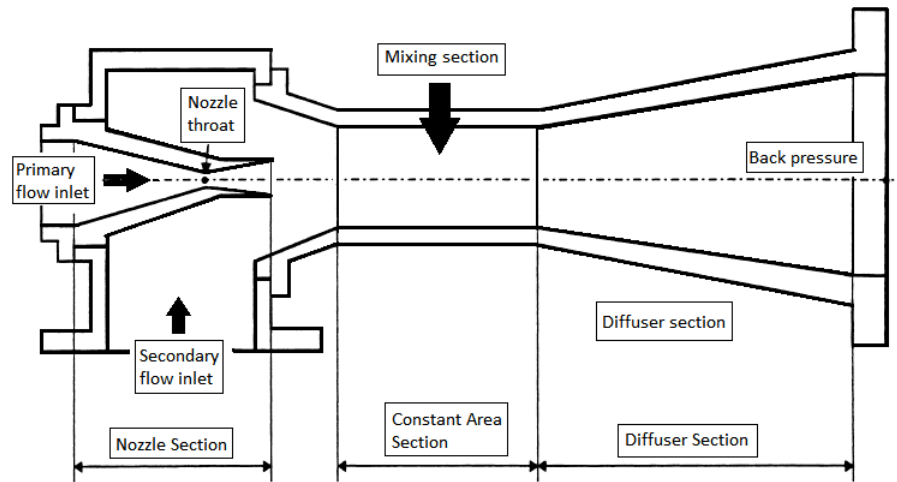 Mixing section
Nozzle
throat
Primary
flow inlet
Back pressure
Secondary
flow inlet
Diffuser section
Nozzle Section
Constant Area
Section
Diffuser Section